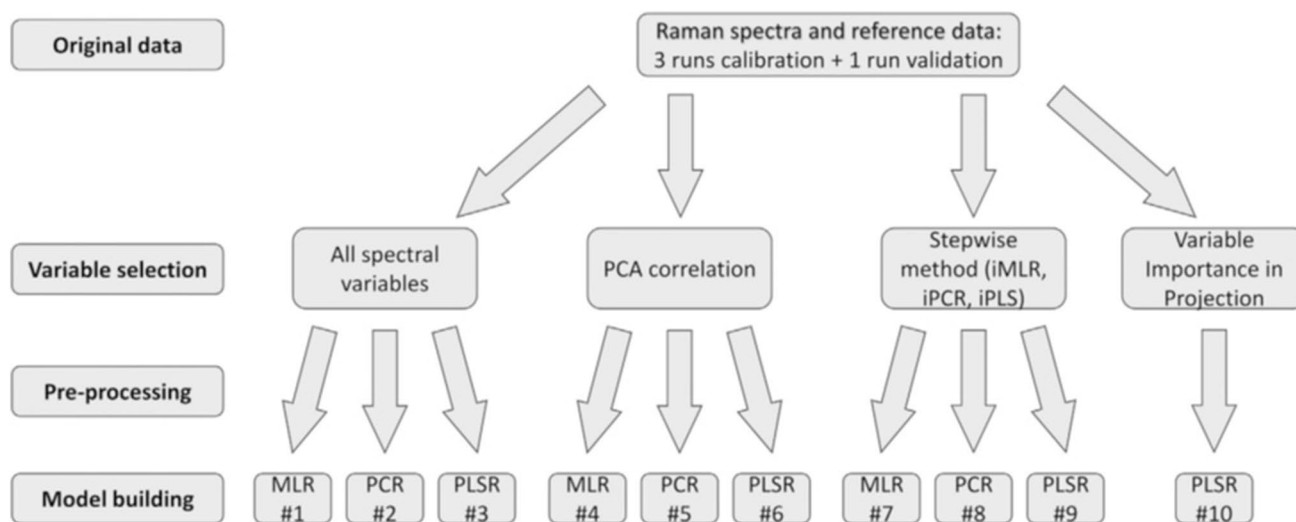 Original data
Raman spectra and reference data:
3 runs calibration + 1 run validation
Variable selection
All spectral
variables
PCA correlation
Stepwise
method (iMLR,
iPCR, iPLS)
Variable
Importance in
Projection
Pre-processing
Model building
MLR
#1
PCR
#2
PLSR
#3
MLR
#4
PCR
#5
PLSR
#6
MLR
#7
PCR
#8
PLSR
#9
PLSR
#10